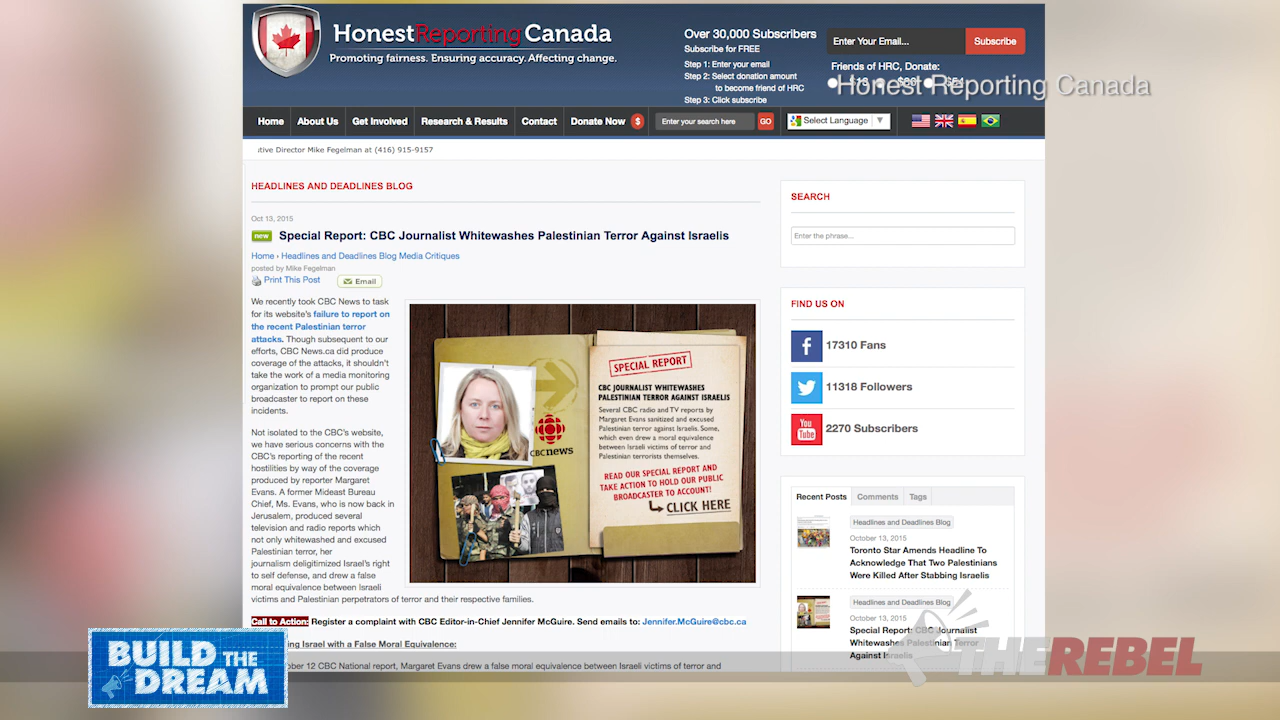 HonestReporting Canada
Promoting fairness. Ensuring accuracy. Affecting change.
Over 30,000 Subscribers
Subscribe for FREE
Step 1: Enter your email
Step 2: Select donation amount
to become friend of HRC
Step 3: Click subscribe
Enter Your Email...
Subscribe
Friends of HRC, Donate:
Honest Reporting Canada
Home
About Us
Get Involved
Research & Results
Contact
Donate Now $
Enter your search here
GO
Select Language
tive Director Mike Fegelman at (416) 915-9157
HEADLINES AND DEADLINES BLOG
Oct 13, 2015
new Special Report: CBC Journalist Whitewashes Palestinian Terror Against Israelis
Home › Headlines and Deadlines Blog Media Critiques
posted by Mike Fegelman
Print This Post
Email
We recently took CBC News to task
for its website's failure to report on
the recent Palestinian terror
attacks. Though subsequent to our
efforts, CBC News.ca did produce
coverage of the attacks, it shouldn't
take the work of a media monitoring
organization to prompt our public
broadcaster to report on these
incidents.
Not isolated to the CBC's website,
we have serious concerns with the
CBC's reporting of the recent
hostilities by way of the coverage
produced by reporter Margaret
Evans. A former Mideast Bureau
Chief, Ms. Evans, who is now back in
Jerusalem, produced several
television and radio reports which
not only whitewashed and excused
Palestinian terror, her
journalism deligitimized Israel's right
to self defense, and drew a false
moral equivalence between Israeli
victims and Palestinian perpetrators of terror and their respective families.
CBCnews
SPECIAL REPORT
CBC JOURNALIST WHITEWASHES
PALESTINIAN TERROR AGAINST ISRAELIS
Several CBC radio and TV reports by
Margaret Evans sanitized and excused
Palestinian terror against Israelis. Some,
which even drew a moral equivalence
between Israeli victims of terror and
Palestinian terrorists themselves.
READ OUR SPECIAL REPORT AND
TAKE ACTION TO HOLD OUR PUBLIC
BROADCASTER TO ACCOUNT!
CLICK HERE
Call to Action: Register a complaint with CBC Editor-in-Chief Jennifer McGuire. Send emails to: Jennifer.McGuire@cbc.ca
ing Israel with a False Moral Equivalence:
ober 12 CBC National report, Margaret Evans drew a false moral equivalence between Israeli victims of terror and
SEARCH
Enter the phrase...
FIND US ON
17310 Fans
11318 Followers
You Tube
2270 Subscribers
Recent Posts
Comments
Tags
Headlines and Deadlines Blog
October 13, 2015
Toronto Star Amends Headline To
Acknowledge That Two Palestinians
Were Killed After Stabbing Israelis
Headlines and Deadlines Blog
October 13, 2015
Special Report: CBC Journalist
Whitewashes Palestinian Terror
Against Israelis
BUILD THE
DREAM
THEREBEL